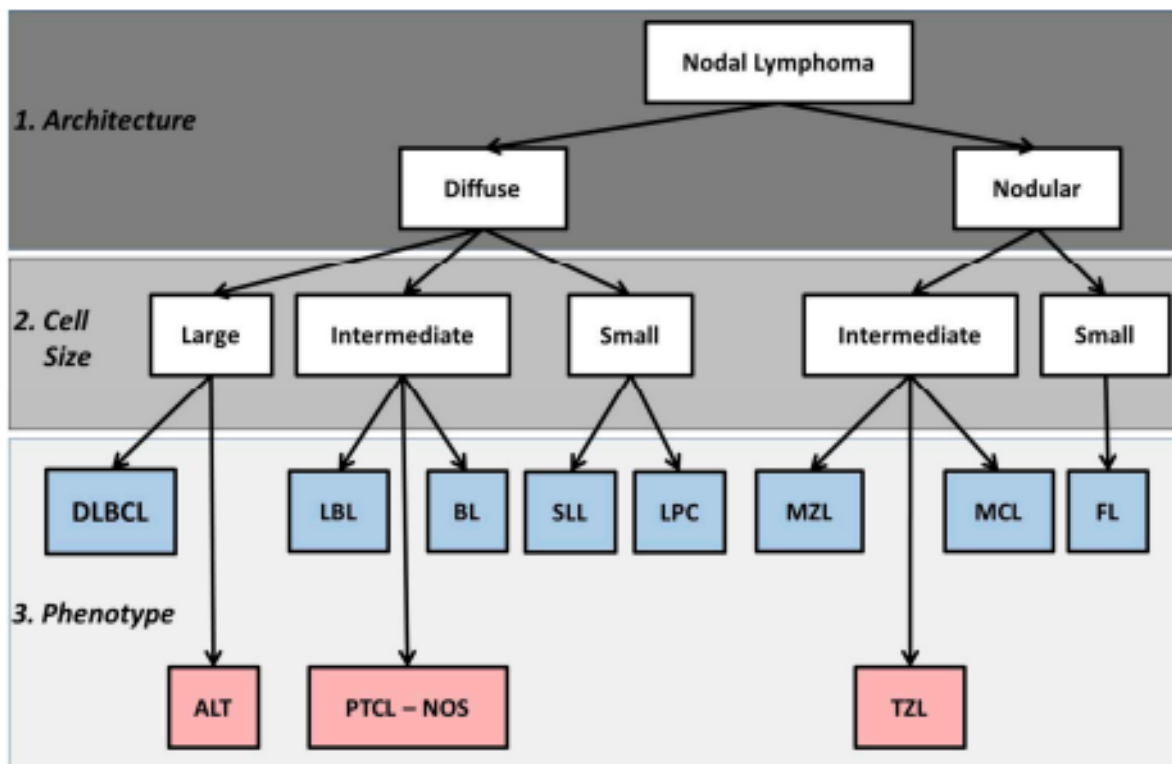 Nodal Lymphoma
1. Architecture
Diffuse
Nodular
2. Cell
Size
Large
Intermediate
Small
Intermediate
Small
DLBCL
LBL
BL
SLL
LPC
MZL
MCL
FL
3. Phenotype
ALT
PTCL – NOS
TZL